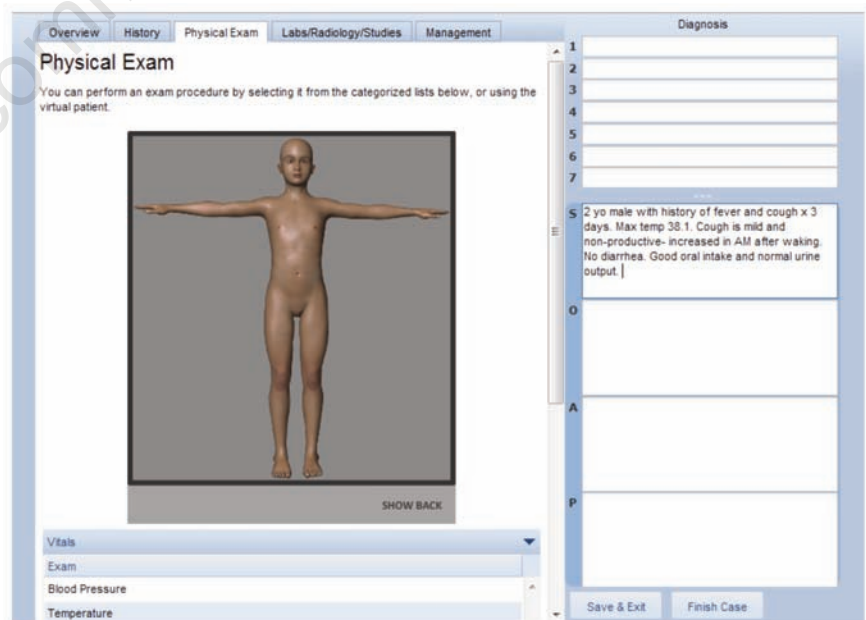 Overview History Physical Exam Labs/Radiology/Studies Management
Physical Exam
You can perform an exam procedure by selecting it from the categorized lists below, or using the
virtual patient.
SHOW BACK
Vitals
Exam
Blood Pressure
Temperature
Diagnosis
1
2
3
4
5
6
7
S 2 yo male with history of fever and cough x 3
days. Max temp 38.1. Cough is mild and
non-productive- increased in AM after waking.
No diarrhea. Good oral intake and normal urine
output.
O
A
P
Save & Exit Finish Case